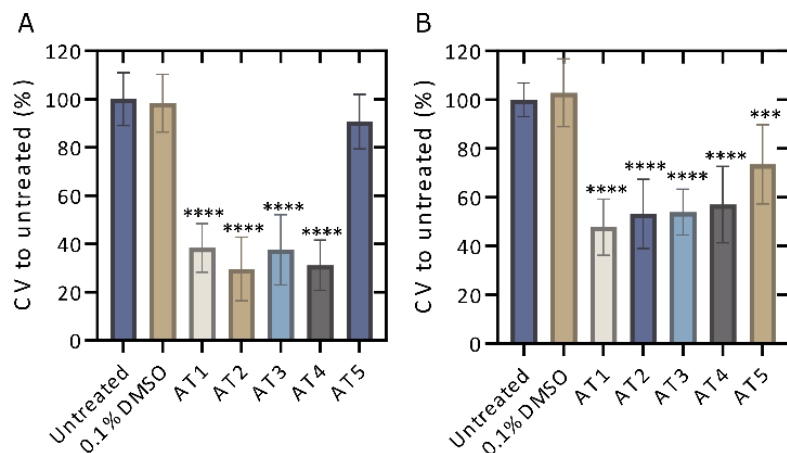 A
CV to untreated (%)
120
100
80
60
40
20
0
****
****
****
****
Untreated
0.1% DMSO
AT1
AT2
AT3
AT4
AT5
B
CV to untreated (%)
120
100
80
60
40
20
0
****
****
****
****
***
Untreated
0.1% DMSO
AT1
AT2
AT3
AT4
AT5